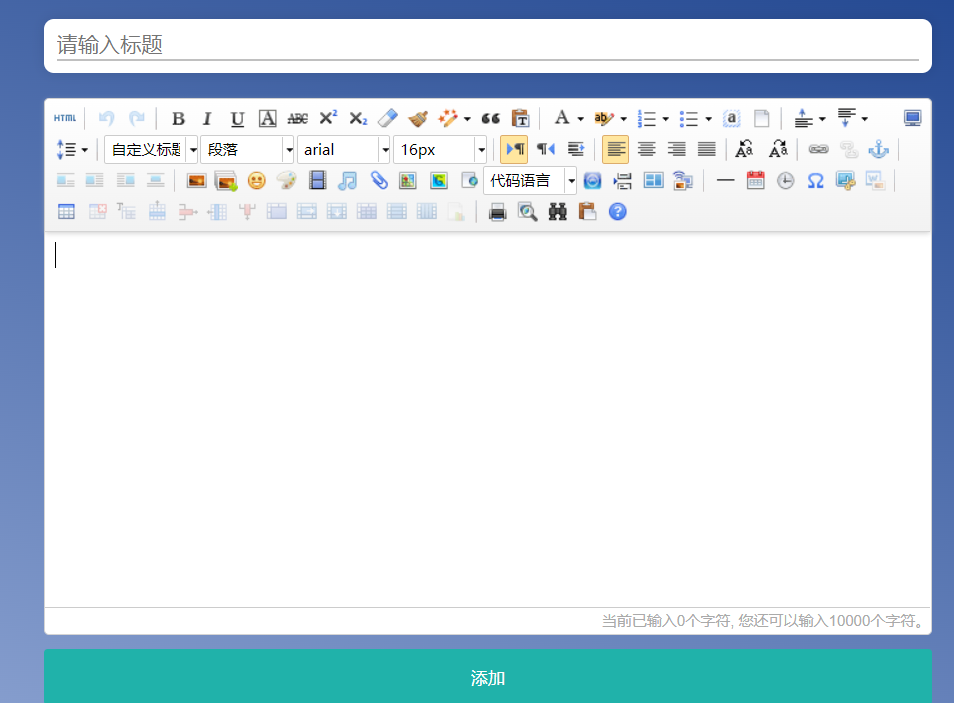 请输入标题
HTML B I U A ABC X² X₂ A ab a
自定义标题 段落 arial 16px
代码语言
当前已输入0个字符, 您还可以输入10000个字符。
添加